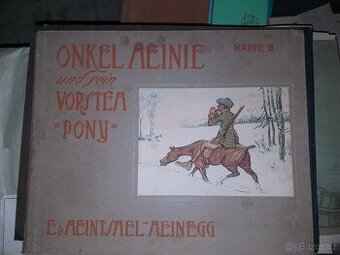 ONKEL HEINIE MAPPE II
und sein
VORSTEH
=PONY=
HEINTSCHEL-HEINEGG